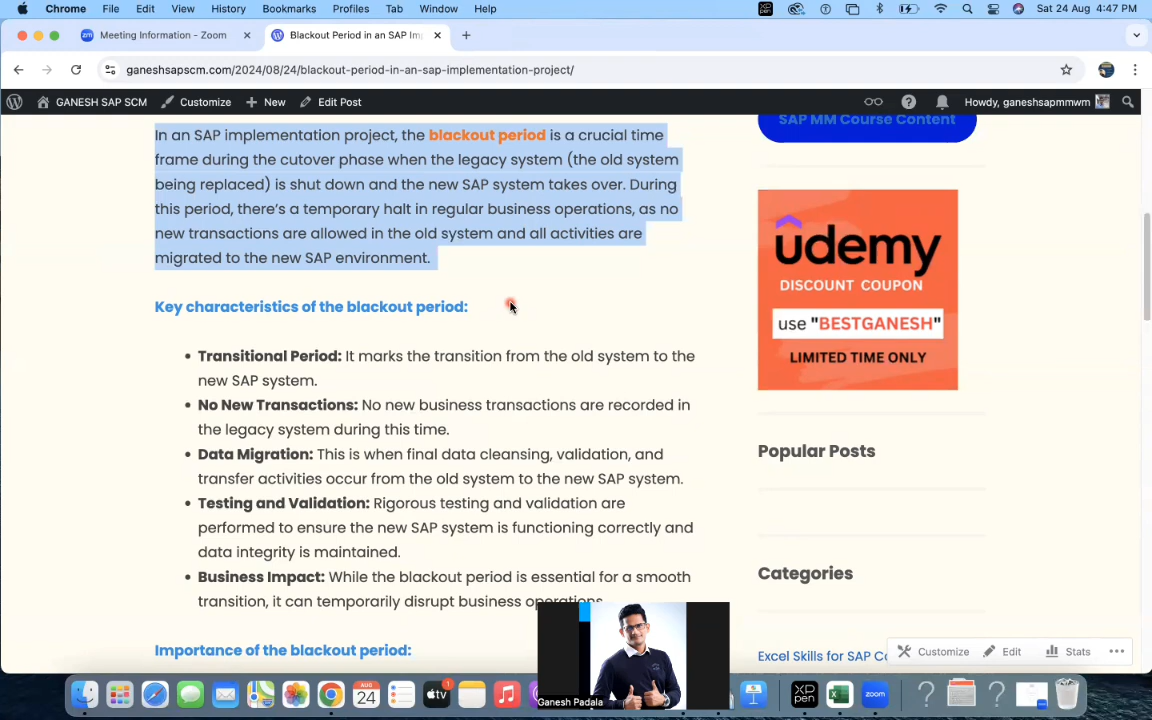 Chrome File Edit View History Bookmarks Profiles Tab Window Help Sat 24 Aug 4:47 PM
Meeting Information - Zoom Blackout Period in an SAP Im
ganeshsapscm.com/2024/08/24/blackout-period-in-an-sap-implementation-project/
GANESH SAP SCM Customize New Edit Post Howdy, ganeshsapmmwm
In an SAP implementation project, the blackout period is a crucial time
frame during the cutover phase when the legacy system (the old system
being replaced) is shut down and the new SAP system takes over. During
this period, there's a temporary halt in regular business operations, as no
new transactions are allowed in the old system and all activities are
migrated to the new SAP environment.
Key characteristics of the blackout period:
• Transitional Period: It marks the transition from the old system to the
new SAP system.
• No New Transactions: No new business transactions are recorded in
the legacy system during this time.
• Data Migration: This is when final data cleansing, validation, and
transfer activities occur from the old system to the new SAP system.
• Testing and Validation: Rigorous testing and validation are
performed to ensure the new SAP system is functioning correctly and
data integrity is maintained.
• Business Impact: While the blackout period is essential for a smooth
transition, it can temporarily disrupt business operations.
Importance of the blackout period:
SAP MM Course Content
udemy
DISCOUNT COUPON
use "BESTGANESH"
LIMITED TIME ONLY
Popular Posts
Categories
Excel Skills for SAP Co
Customize Edit Stats
Ganesh Padala
AUG
24
tv
1
XP
PEN
zoom